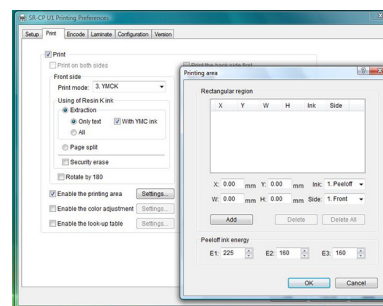 SR-CP U1 Printing Preferences
Setup Print Encode Laminate Configuration Version
Print
Print on both sides
Print the back side first
Front side
Print mode: 3. YMCK
Using of Resin K ink
Extraction
Only text With YMC ink
All
Page split
Security erase
Rotate by 180
Enable the printing area Settings...
Enable the color adjustment Settings...
Enable the look-up table Settings...
Printing area
Rectangular region
X Y W H Ink Side
X: 0.00 mm Y: 0.00 mm Ink: 1. Peeloff
W: 0.00 mm H: 0.00 mm Side: 1. Front
Add Delete Delete All
Peeloff ink energy
E1: 225 E2: 160 E3: 160
OK Cancel